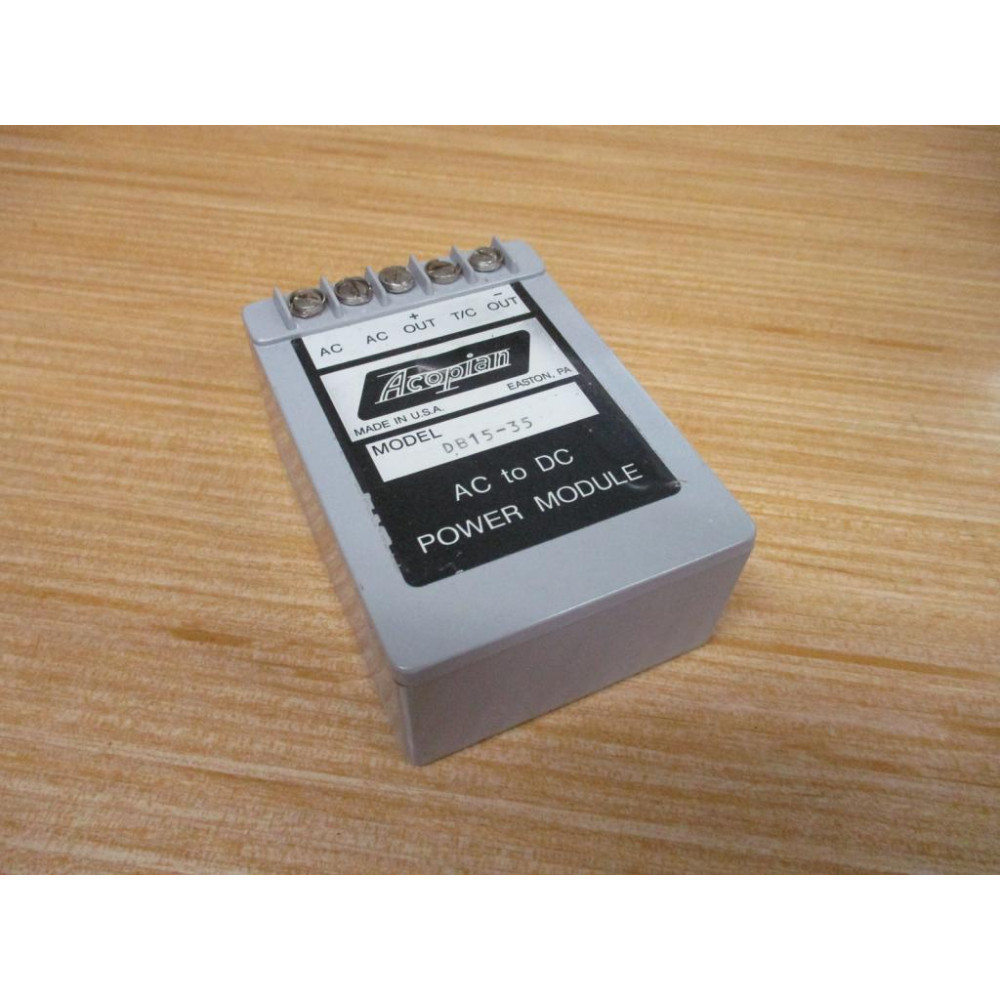 AC AC + OUT T/C − OUT
Acopian
MADE IN U.S.A. EASTON, PA
MODEL DB15-35
AC to DC
POWER MODULE